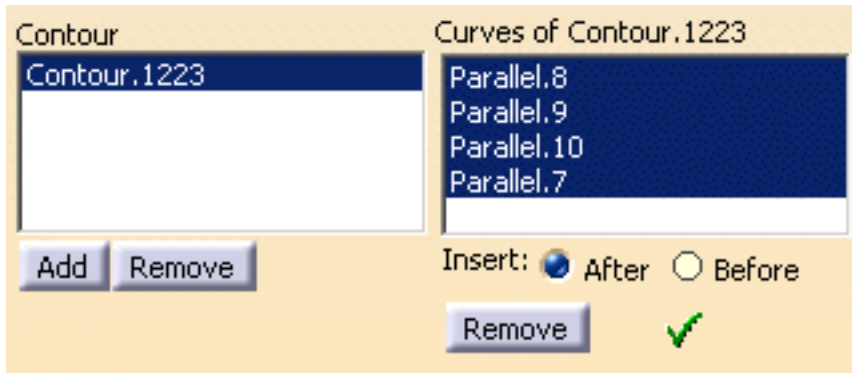 Contour
Contour.1223
Add Remove
Curves of Contour.1223
Parallel.8
Parallel.9
Parallel.10
Parallel.7
Insert: After Before
Remove